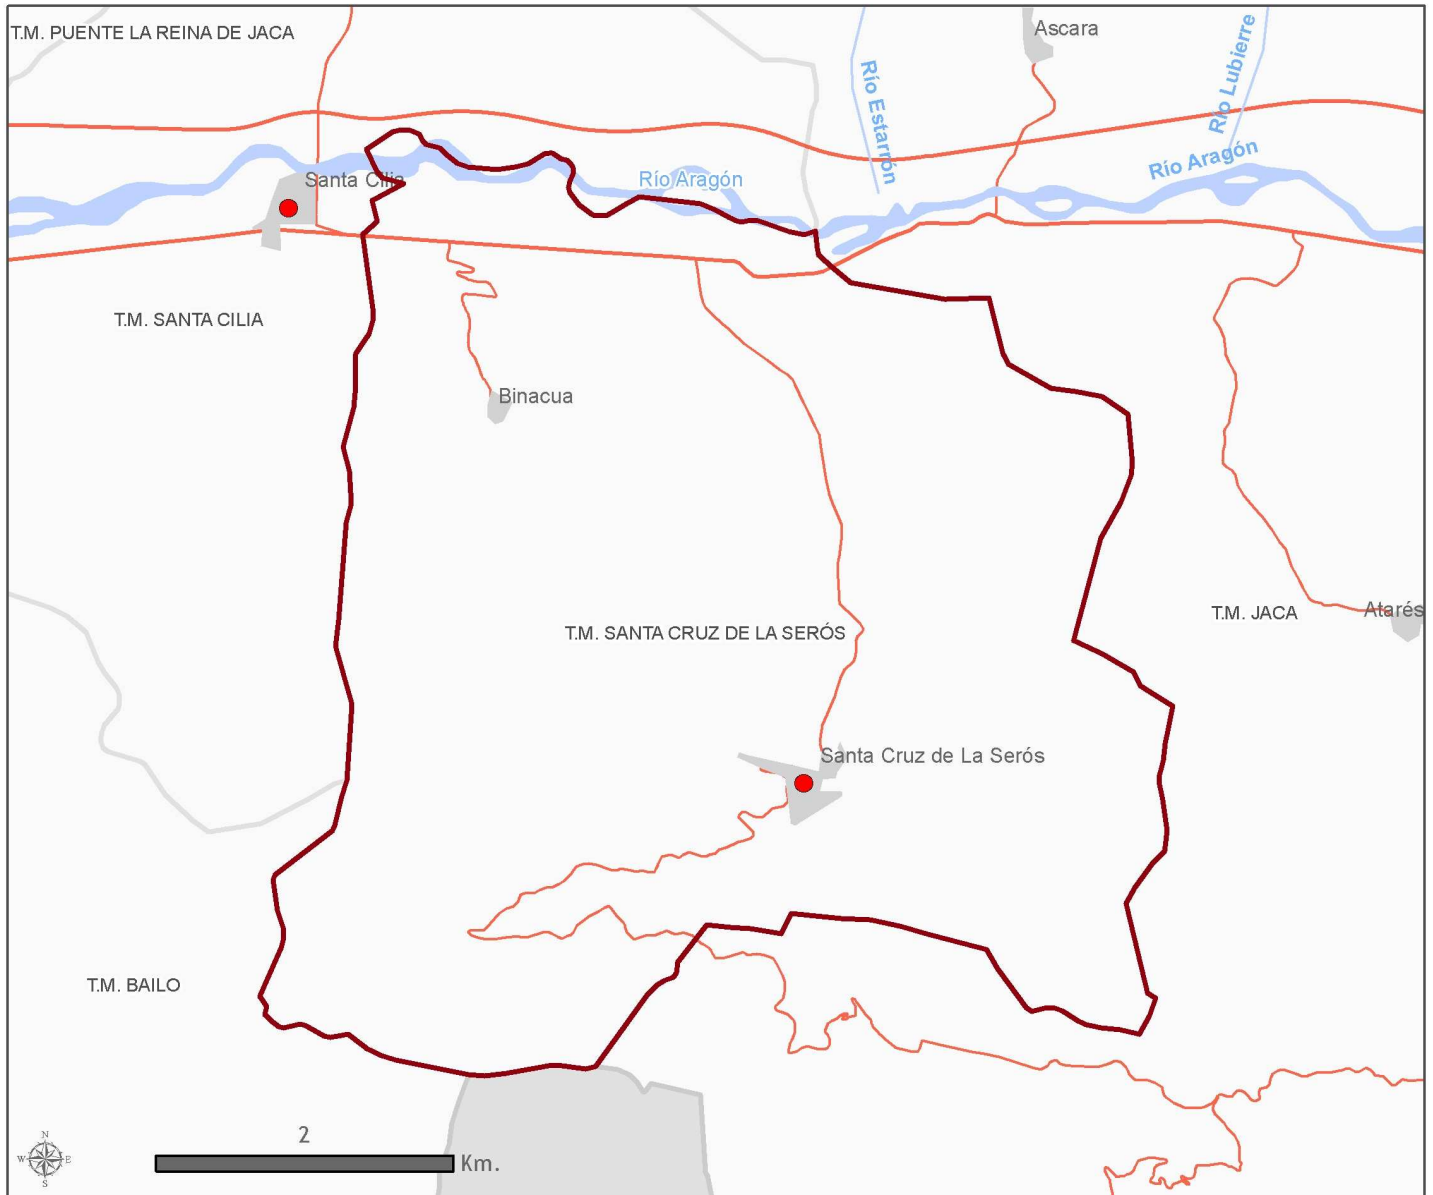 T.M. PUENTE LA REINA DE JACA
Ascara
Río Lubierre
Río Estarrón
Río Aragón
Santa Cilia
Río Aragón
T.M. SANTA CILIA
Binacua
T.M. SANTA CRUZ DE LA SERÓS
T.M. JACA
Atarés
Santa Cruz de La Serós
T.M. BAILO
2
Km.
N
W
E
S